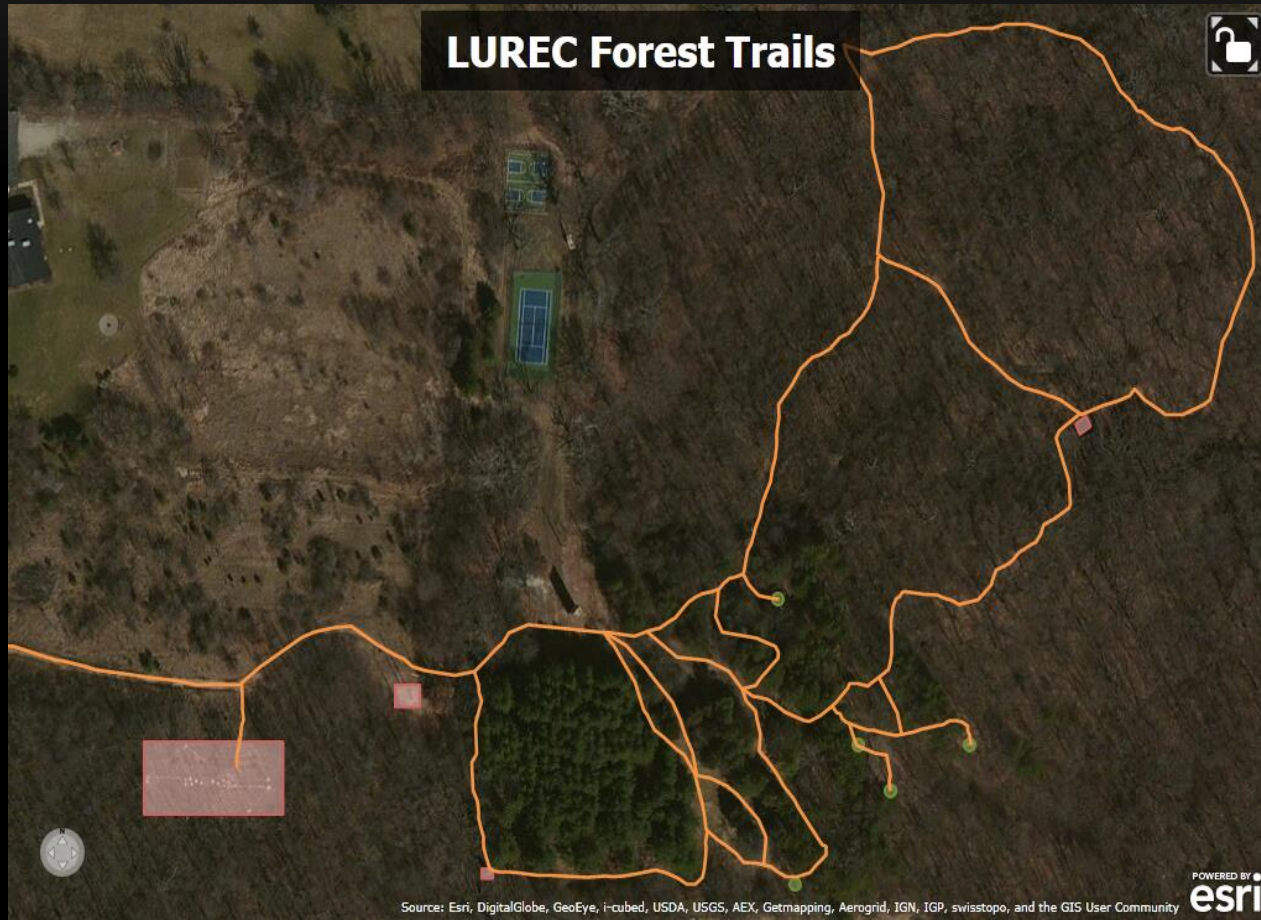 LUREC Forest Trails
N
Source: Esri, DigitalGlobe, GeoEye, i-cubed, USDA, USGS, AEX, Getmapping, Aerogrid, IGN, IGP, swisstopo, and the GIS User Community
POWERED BY
esri